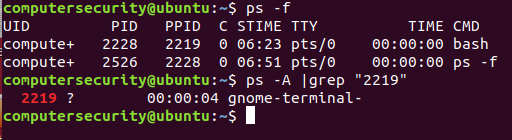 computersecurity@ubuntu:~$ ps -f
UID        PID  PPID  C STIME TTY          TIME CMD
compute+  2228  2219  0 06:23 pts/0    00:00:00 bash
compute+  2526  2228  0 06:51 pts/0    00:00:00 ps -f
computersecurity@ubuntu:~$ ps -A |grep "2219"
  2219 ?        00:00:04 gnome-terminal-
computersecurity@ubuntu:~$